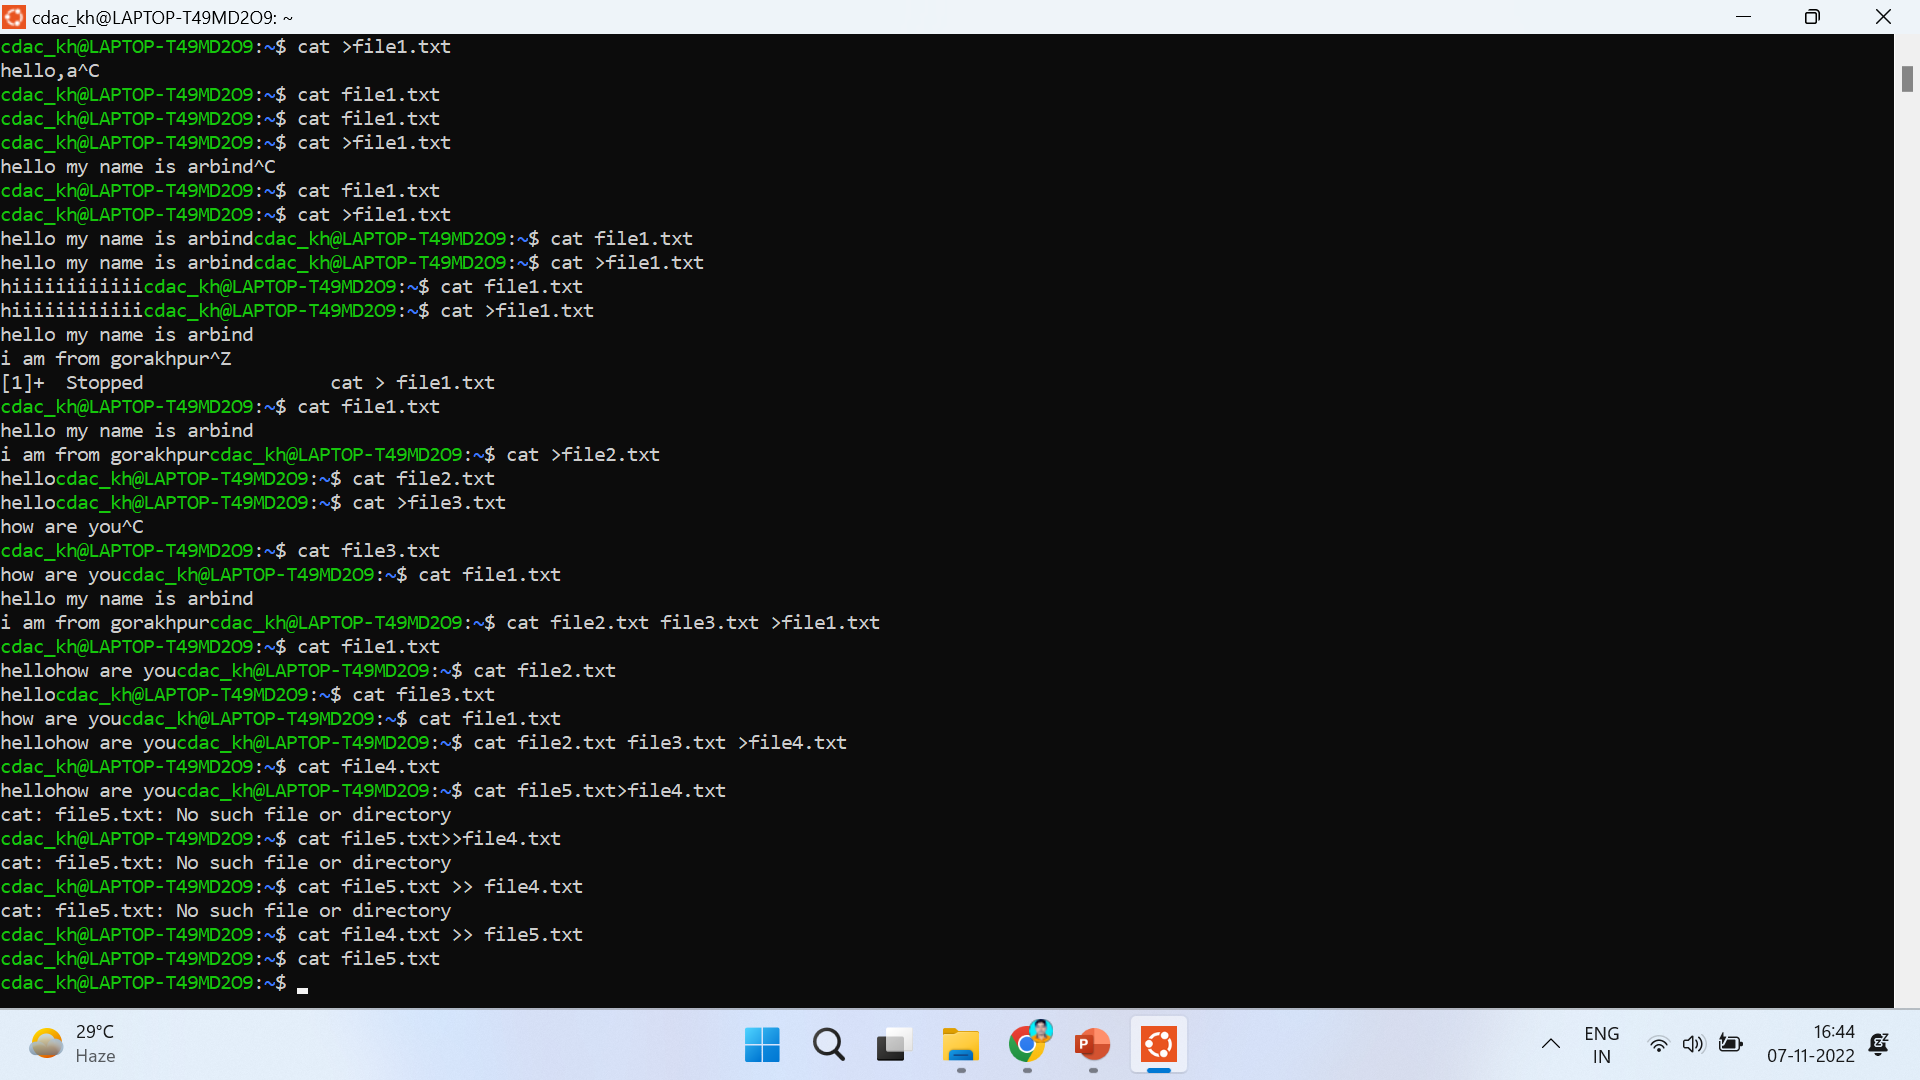 cdac_kh@LAPTOP-T49MD2O9: ~
cdac_kh@LAPTOP-T49MD2O9:~$ cat >file1.txt
hello,a^C
cdac_kh@LAPTOP-T49MD2O9:~$ cat file1.txt
cdac_kh@LAPTOP-T49MD2O9:~$ cat file1.txt
cdac_kh@LAPTOP-T49MD2O9:~$ cat >file1.txt
hello my name is arbind^C
cdac_kh@LAPTOP-T49MD2O9:~$ cat file1.txt
cdac_kh@LAPTOP-T49MD2O9:~$ cat >file1.txt
hello my name is arbindcdac_kh@LAPTOP-T49MD2O9:~$ cat file1.txt
hello my name is arbindcdac_kh@LAPTOP-T49MD2O9:~$ cat >file1.txt
hiiiiiiiiiiiicdac_kh@LAPTOP-T49MD2O9:~$ cat file1.txt
hiiiiiiiiiiiicdac_kh@LAPTOP-T49MD2O9:~$ cat >file1.txt
hello my name is arbind
i am from gorakhpur^Z
[1]+  Stopped                 cat > file1.txt
cdac_kh@LAPTOP-T49MD2O9:~$ cat file1.txt
hello my name is arbind
i am from gorakhpurcdac_kh@LAPTOP-T49MD2O9:~$ cat >file2.txt
hellocdac_kh@LAPTOP-T49MD2O9:~$ cat file2.txt
hellocdac_kh@LAPTOP-T49MD2O9:~$ cat >file3.txt
how are you^C
cdac_kh@LAPTOP-T49MD2O9:~$ cat file3.txt
how are youcdac_kh@LAPTOP-T49MD2O9:~$ cat file1.txt
hello my name is arbind
i am from gorakhpurcdac_kh@LAPTOP-T49MD2O9:~$ cat file2.txt file3.txt >file1.txt
cdac_kh@LAPTOP-T49MD2O9:~$ cat file1.txt
hellohow are youcdac_kh@LAPTOP-T49MD2O9:~$ cat file2.txt
hellocdac_kh@LAPTOP-T49MD2O9:~$ cat file3.txt
how are youcdac_kh@LAPTOP-T49MD2O9:~$ cat file1.txt
hellohow are youcdac_kh@LAPTOP-T49MD2O9:~$ cat file2.txt file3.txt >file4.txt
cdac_kh@LAPTOP-T49MD2O9:~$ cat file4.txt
hellohow are youcdac_kh@LAPTOP-T49MD2O9:~$ cat file5.txt>file4.txt
cat: file5.txt: No such file or directory
cdac_kh@LAPTOP-T49MD2O9:~$ cat file5.txt>>file4.txt
cat: file5.txt: No such file or directory
cdac_kh@LAPTOP-T49MD2O9:~$ cat file5.txt >> file4.txt
cat: file5.txt: No such file or directory
cdac_kh@LAPTOP-T49MD2O9:~$ cat file4.txt >> file5.txt
cdac_kh@LAPTOP-T49MD2O9:~$ cat file5.txt
cdac_kh@LAPTOP-T49MD2O9:~$
29°C
Haze
P
ENG
IN
16:44
07-11-2022